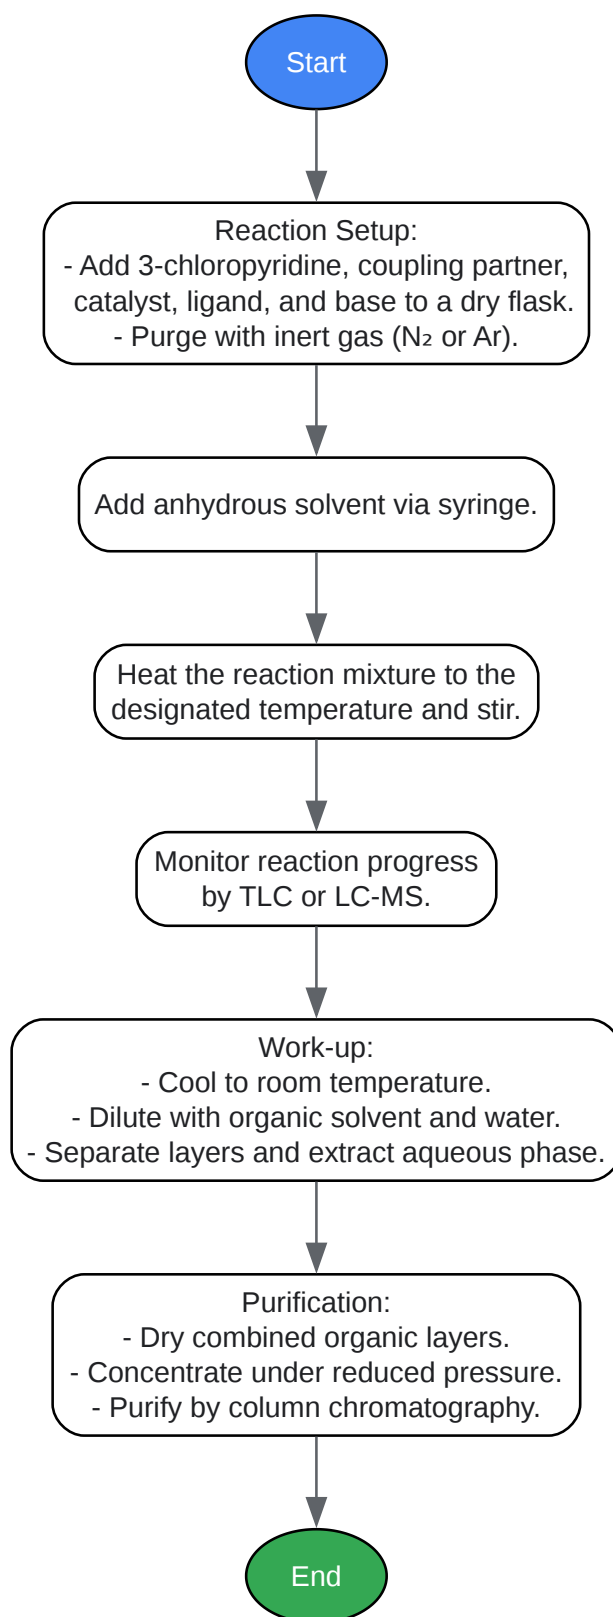 Start
Reaction Setup:
- Add 3-chloropyridine, coupling partner,
catalyst, ligand, and base to a dry flask.
- Purge with inert gas (N₂ or Ar).
Add anhydrous solvent via syringe.
Heat the reaction mixture to the
designated temperature and stir.
Monitor reaction progress
by TLC or LC-MS.
Work-up:
- Cool to room temperature.
- Dilute with organic solvent and water.
- Separate layers and extract aqueous phase.
Purification:
- Dry combined organic layers.
- Concentrate under reduced pressure.
- Purify by column chromatography.
End